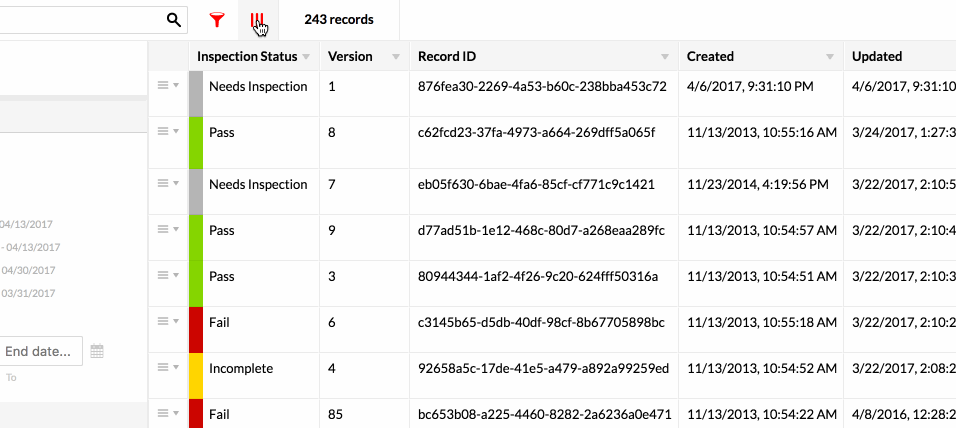 243 records
Inspection Status Version Record ID Created Updated
Needs Inspection 1 876fea30-2269-4a53-b60c-238bba453c72 4/6/2017, 9:31:10 PM 4/6/2017, 9:31:10
Pass 8 c62fcd23-37fa-4973-a664-269dff5a065f 11/13/2013, 10:55:16 AM 3/24/2017, 1:27:3
Needs Inspection 7 eb05f630-6bae-4fa6-85cf-cf771c9c1421 11/23/2014, 4:19:56 PM 3/22/2017, 2:10:5
04/13/2017
Pass 9 d77ad51b-1e12-468c-80d7-a268eaa289fc 11/13/2013, 10:54:57 AM 3/22/2017, 2:10:4
- 04/13/2017
04/30/2017
Pass 3 80944344-1af2-4f26-9c20-624fff50316a 11/13/2013, 10:54:51 AM 3/22/2017, 2:10:3
03/31/2017
Fail 6 c3145b65-d5db-40df-98cf-8b67705898bc 11/13/2013, 10:55:18 AM 3/22/2017, 2:10:2
End date...
To
Incomplete 4 92658a5c-17de-41e5-a479-a892a99259ed 11/13/2013, 10:54:52 AM 3/22/2017, 2:08:2
Fail 85 bc653b08-a225-4460-8282-2a6236a0e471 11/13/2013, 10:54:22 AM 4/8/2016, 12:28:2